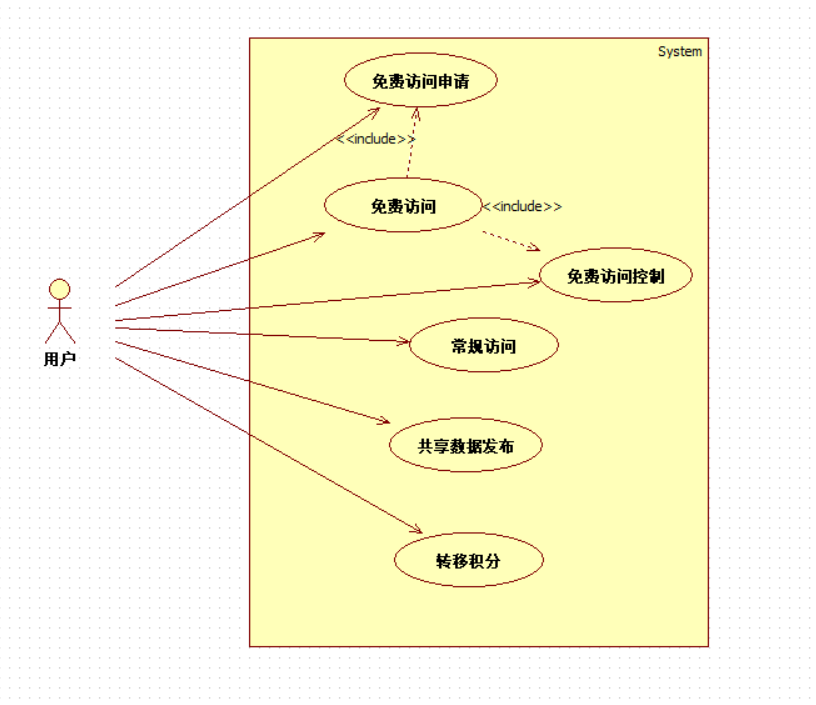 System
免费访问申请
<<include>>
免费访问
<<include>>
免费访问控制
用户
常规访问
共享数据发布
转移积分